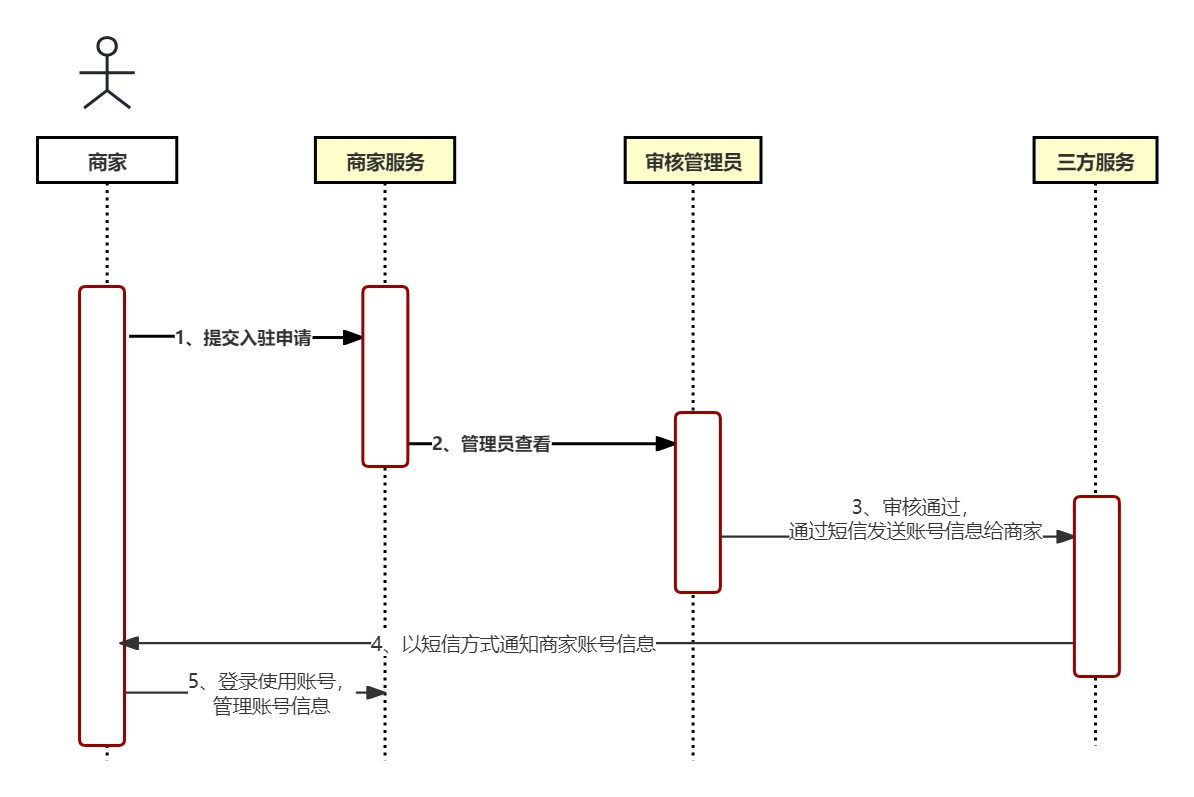 商家
商家服务
审核管理员
三方服务
1、提交入驻申请
2、管理员查看
3、审核通过，
通过短信发送账号信息给商家
4、以短信方式通知商家账号信息
5、登录使用账号，
管理账号信息